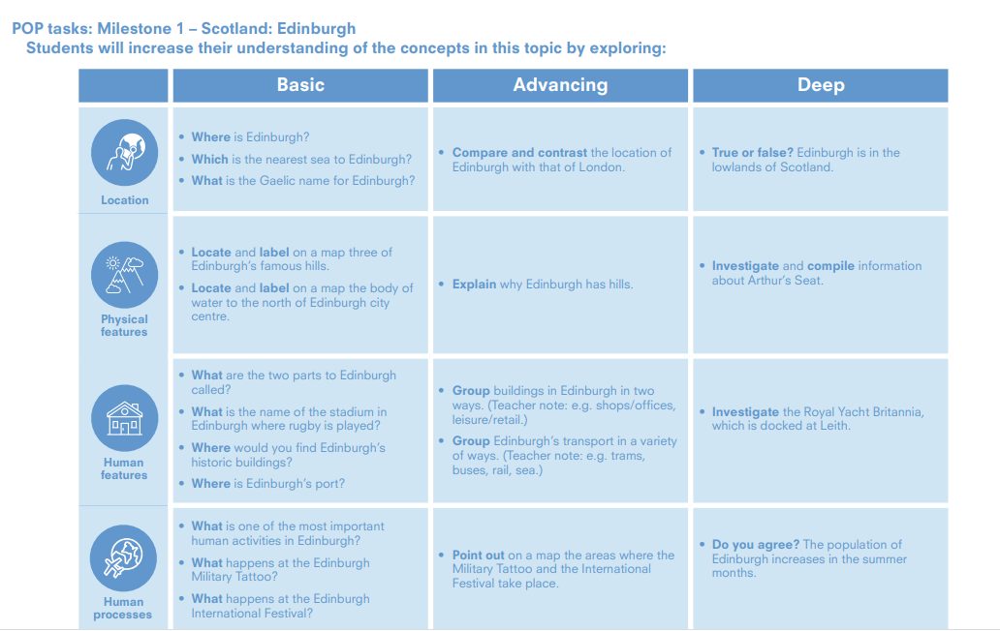 POP tasks: Milestone 1 – Scotland: Edinburgh
Students will increase their understanding of the concepts in this topic by exploring:
Basic
Advancing
Deep
Location
• Where is Edinburgh?
• Which is the nearest sea to Edinburgh?
• What is the Gaelic name for Edinburgh?
• Compare and contrast the location of
Edinburgh with that of London.
• True or false? Edinburgh is in the
lowlands of Scotland.
Physical
features
• Locate and label on a map three of
Edinburgh's famous hills.
• Locate and label on a map the body of
water to the north of Edinburgh city
centre.
• Explain why Edinburgh has hills.
• Investigate and compile information
about Arthur's Seat.
Human
features
• What are the two parts to Edinburgh
called?
• What is the name of the stadium in
Edinburgh where rugby is played?
• Where would you find Edinburgh's
historic buildings?
• Where is Edinburgh's port?
• Group buildings in Edinburgh in two
ways. (Teacher note: e.g. shops/offices,
leisure/retail.)
• Group Edinburgh's transport in a variety
of ways. (Teacher note: e.g. trams,
buses, rail, sea.)
• Investigate the Royal Yacht Britannia,
which is docked at Leith.
Human
processes
• What is one of the most important
human activities in Edinburgh?
• What happens at the Edinburgh
Military Tattoo?
• What happens at the Edinburgh
International Festival?
• Point out on a map the areas where the
Military Tattoo and the International
Festival take place.
• Do you agree? The population of
Edinburgh increases in the summer
months.